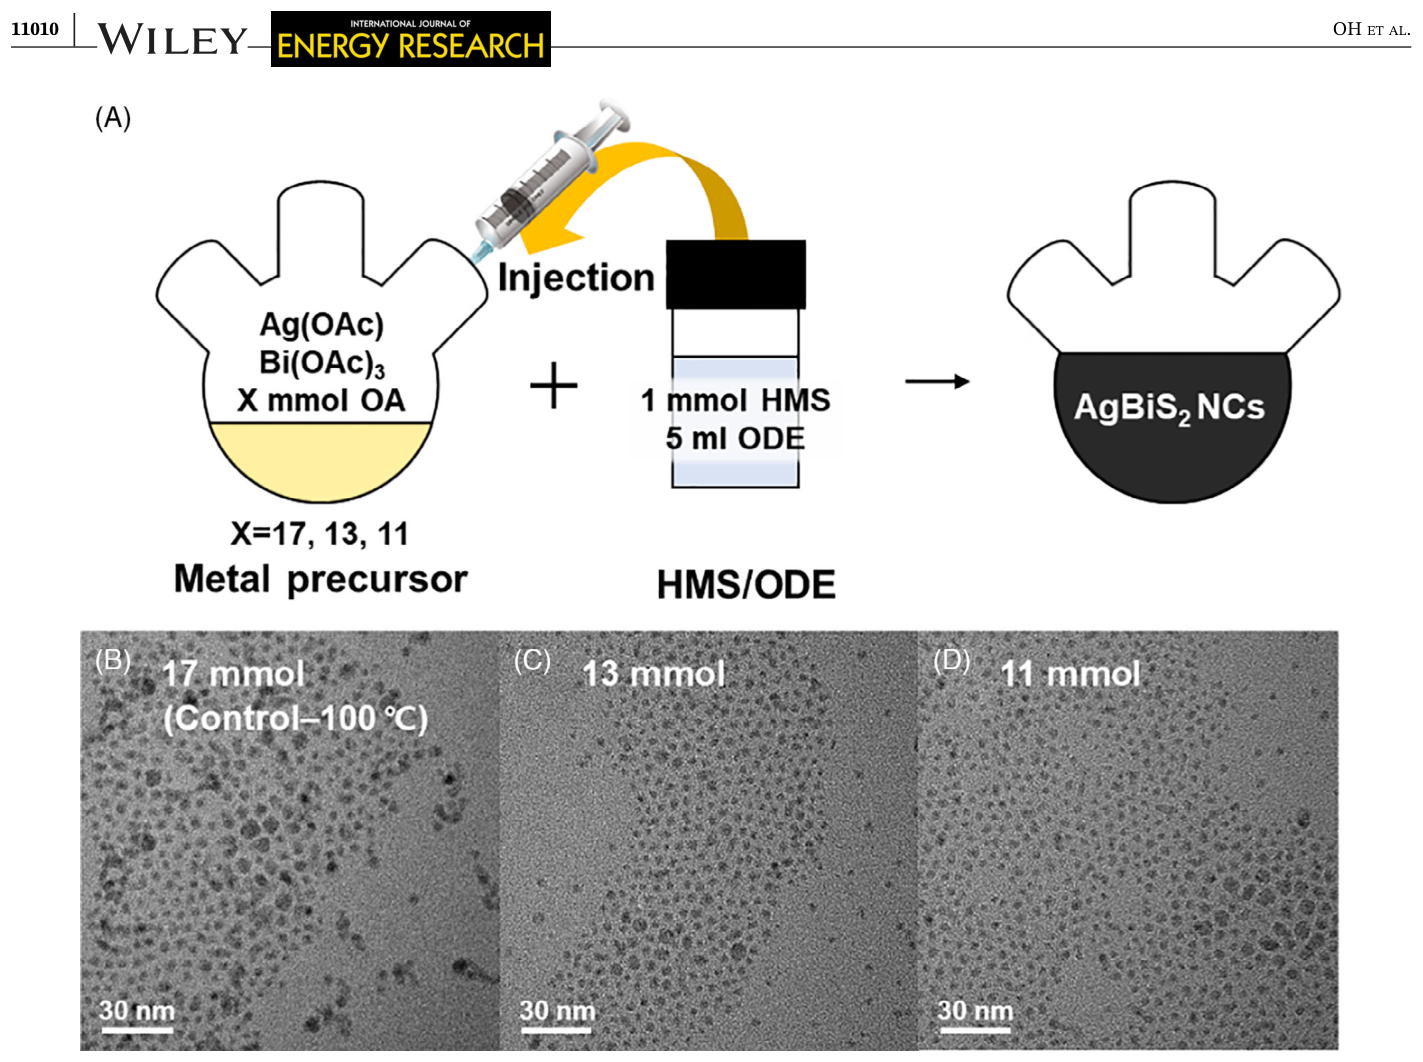 11010
WILEY
INTERNATIONAL JOURNAL OF
ENERGY RESEARCH
OH ET AL.
(A)
Injection
Ag(OAc)
Bi(OAc)₃
X mmol OA
1 mmol HMS
5 ml ODE
AgBiS₂ NCs
X=17, 13, 11
Metal precursor
HMS/ODE
(B) 17 mmol
(Control–100 ℃)
30 nm
(C) 13 mmol
30 nm
(D) 11 mmol
30 nm